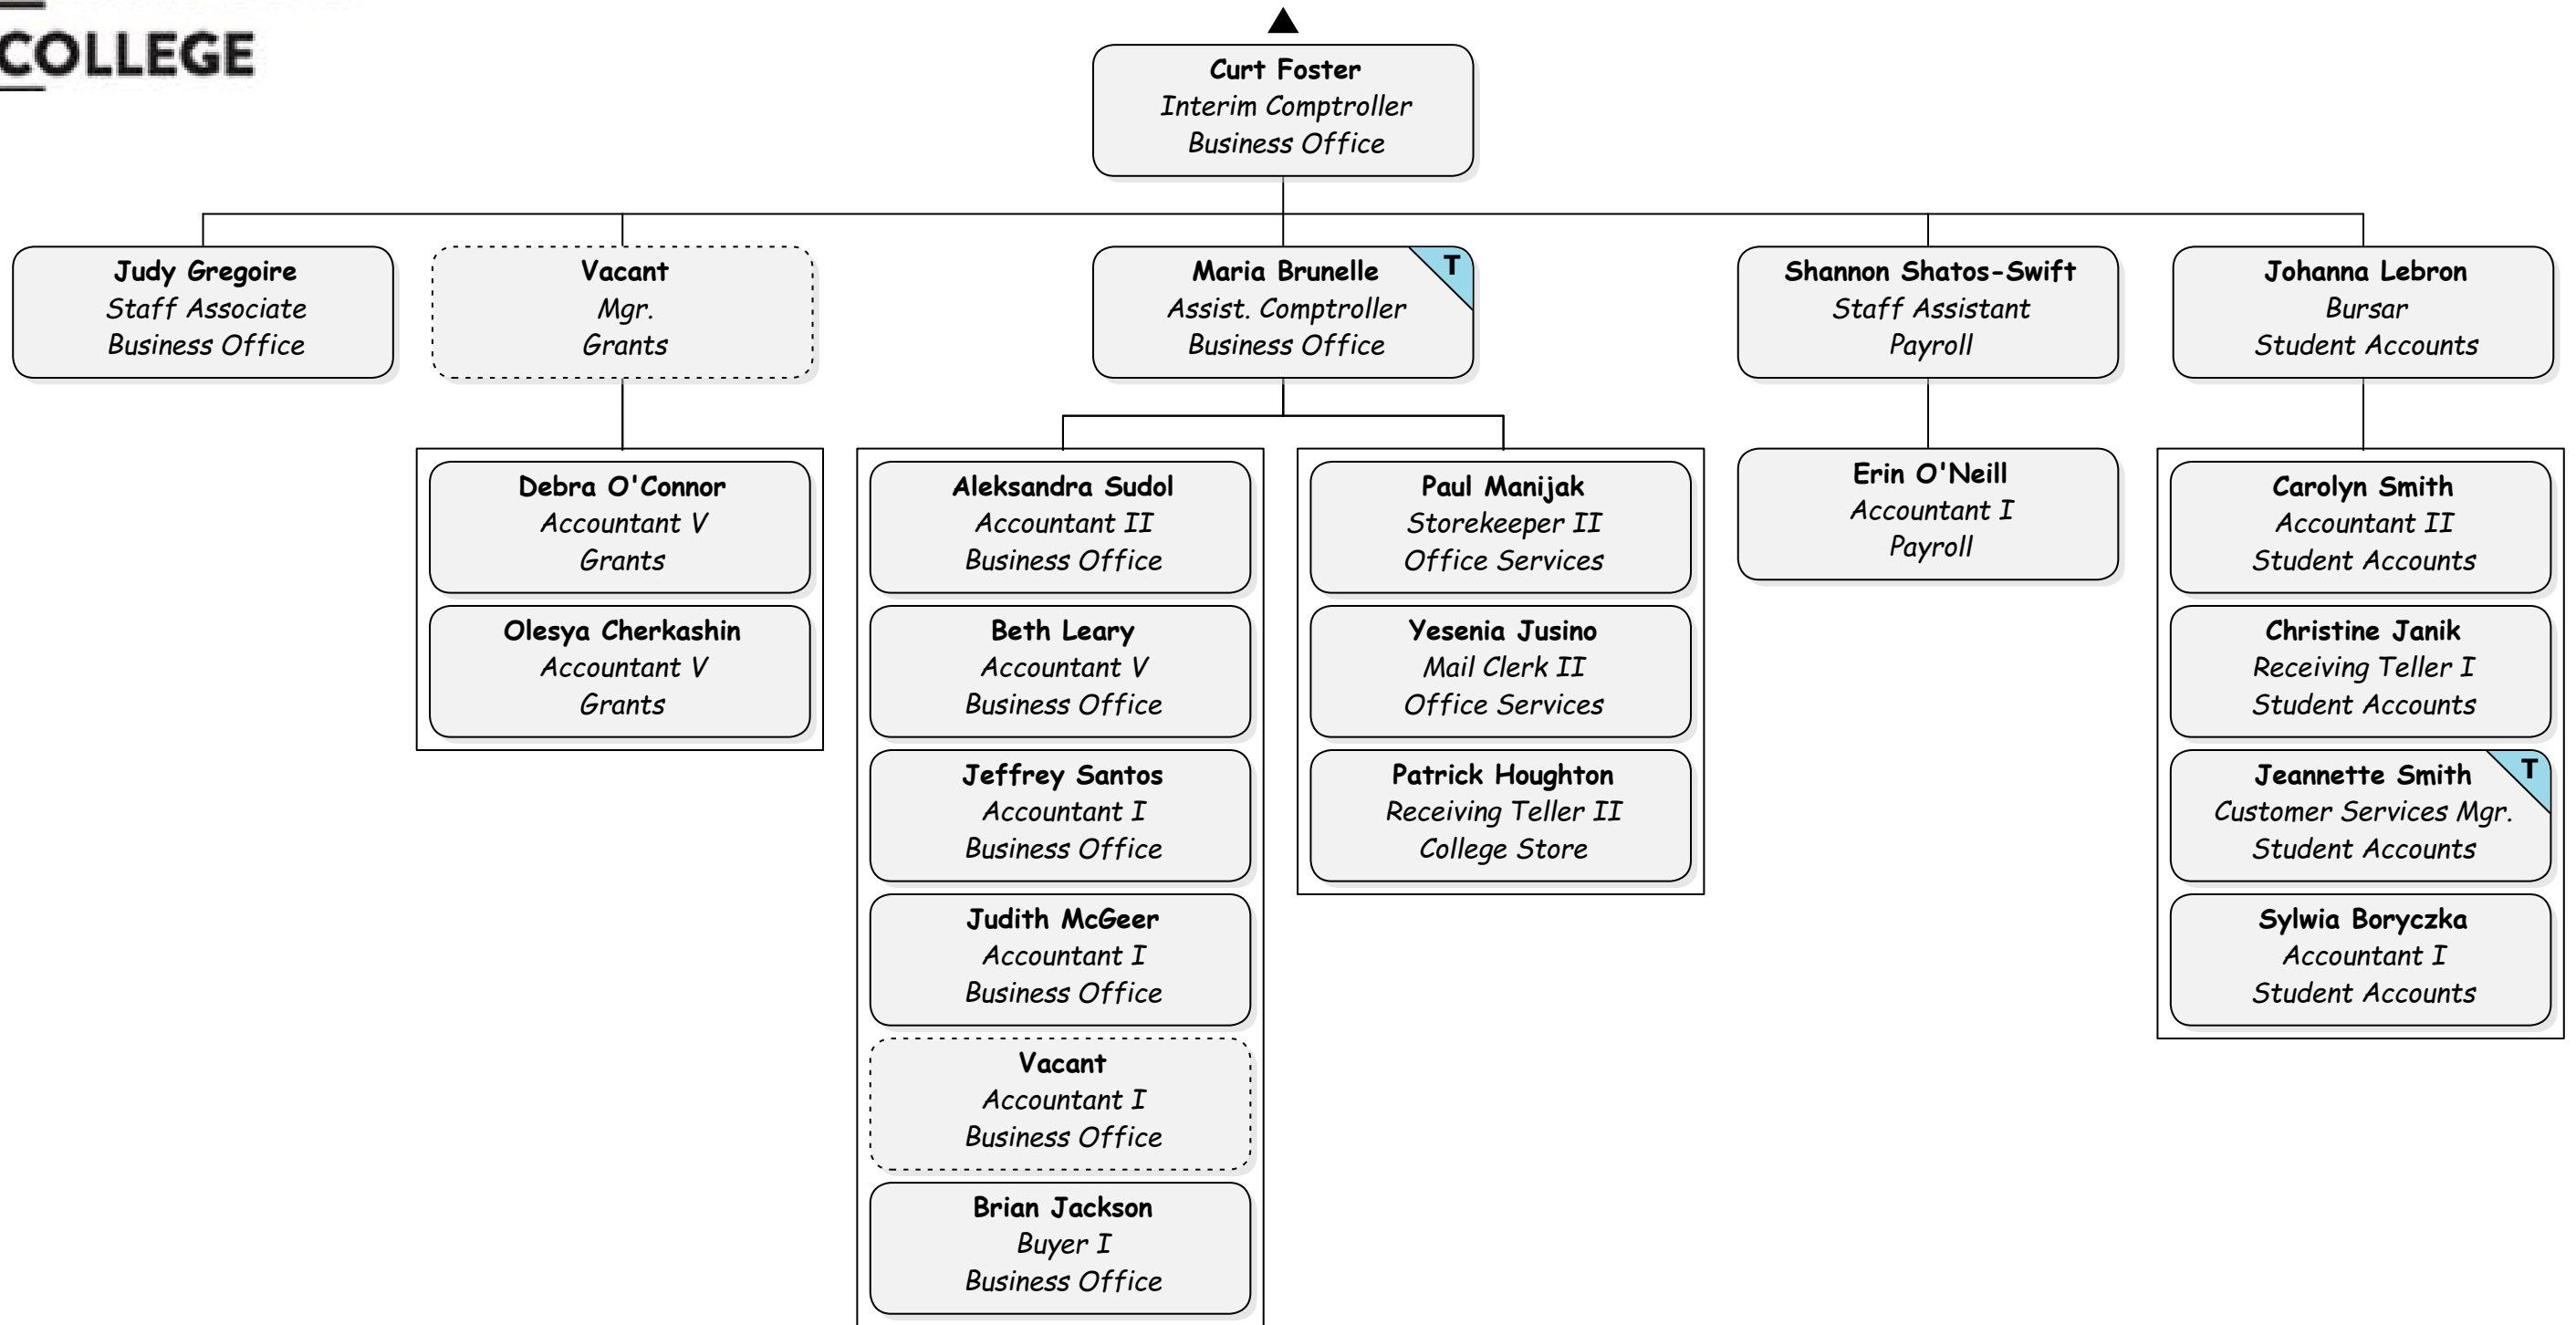 COLLEGE
Curt Foster
Interim Comptroller
Business Office
Judy Gregoire
Staff Associate
Business Office
Vacant
Mgr.
Grants
Maria Brunelle
T
Assist. Comptroller
Business Office
Shannon Shatos-Swift
Staff Assistant
Payroll
Johanna Lebron
Bursar
Student Accounts
Debra O'Connor
Accountant V
Grants
Olesya Cherkashin
Accountant V
Grants
Aleksandra Sudol
Accountant II
Business Office
Beth Leary
Accountant V
Business Office
Jeffrey Santos
Accountant I
Business Office
Judith McGeer
Accountant I
Business Office
Vacant
Accountant I
Business Office
Brian Jackson
Buyer I
Business Office
Paul Manijak
Storekeeper II
Office Services
Yesenia Jusino
Mail Clerk II
Office Services
Patrick Houghton
Receiving Teller II
College Store
Erin O'Neill
Accountant I
Payroll
Carolyn Smith
Accountant II
Student Accounts
Christine Janik
Receiving Teller I
Student Accounts
Jeannette Smith
T
Customer Services Mgr.
Student Accounts
Sylwia Boryczka
Accountant I
Student Accounts